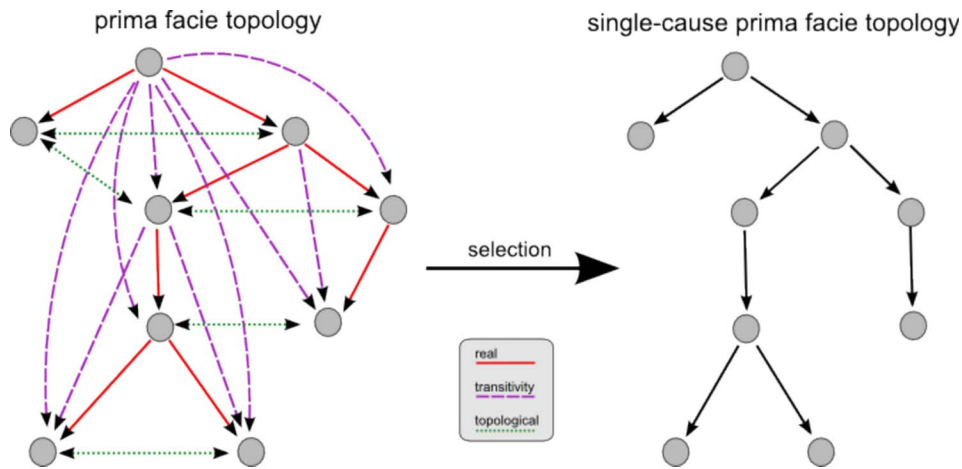 prima facie topology
single-cause prima facie topology
selection
real
transitivity
topological